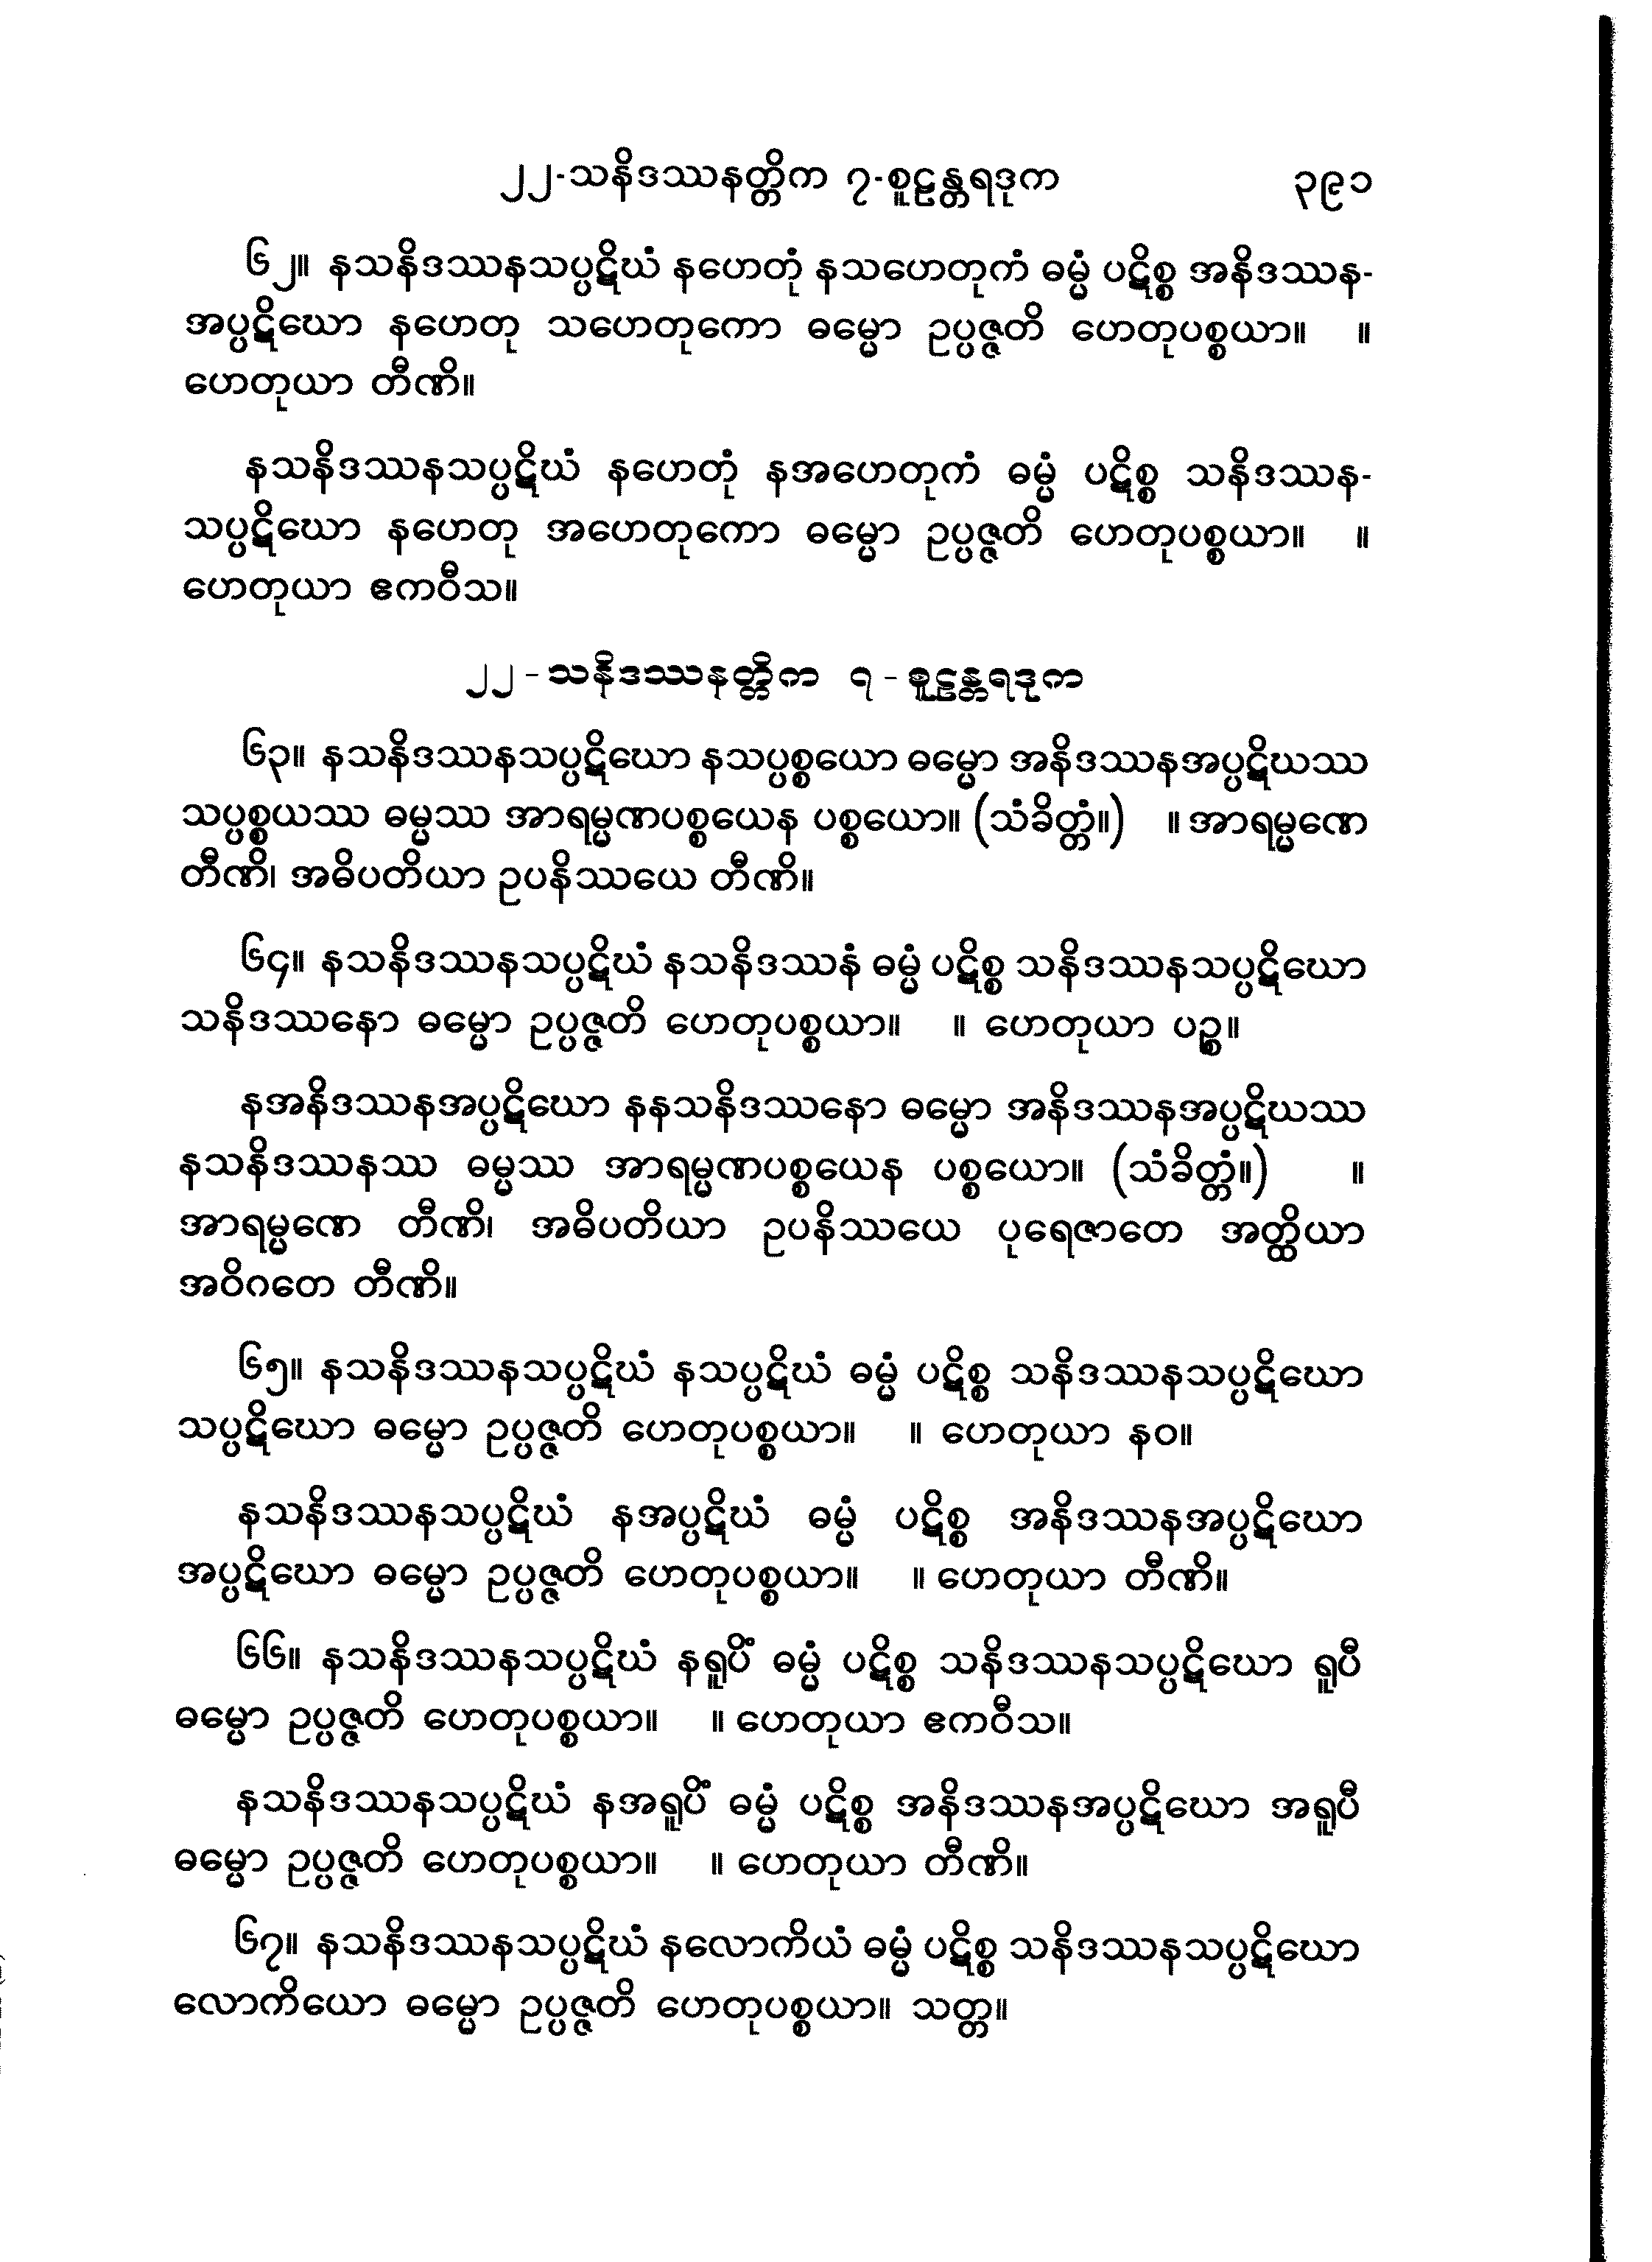 ၂၂-သနိဒဿနတ္တိက ၇-စူဠန္တရဒုက ၃၉၁
၆၂။ နသနိဒဿနသပ္ပဋိဃံ နဟေတုံ နသဟေတုကံ ဓမ္မံ ပဋိစ္စ အနိဒဿန-
အပ္ပဋိဃော နဟေတု သဟေတုကော ဓမ္မော ဥပ္ပဇ္ဇတိ ဟေတုပစ္စယာ။ ။
ဟေတုယာ တီဏိ။
နသနိဒဿနသပ္ပဋိဃံ နဟေတုံ နအဟေတုကံ ဓမ္မံ ပဋိစ္စ သနိဒဿန-
သပ္ပဋိဃော နဟေတု အဟေတုကော ဓမ္မော ဥပ္ပဇ္ဇတိ ဟေတုပစ္စယာ။ ။
ဟေတုယာ ဧကဝီသ။
၂၂ - သနိဒဿနတ္တိက ၇ - စူဠန္တရဒုက
၆၃။ နသနိဒဿနသပ္ပဋိဃော နသပ္ပစ္စယော ဓမ္မော အနိဒဿနအပ္ပဋိဃဿ
သပ္ပစ္စယဿ ဓမ္မဿ အာရမ္မဏပစ္စယေန ပစ္စယော။ (သံခိတ္တံ။) ။ အာရမ္မဏေ
တီဏိ၊ အဓိပတိယာ ဥပနိဿယေ တီဏိ။
၆၄။ နသနိဒဿနသပ္ပဋိဃံ နသနိဒဿနံ ဓမ္မံ ပဋိစ္စ သနိဒဿနသပ္ပဋိဃော
သနိဒဿနော ဓမ္မော ဥပ္ပဇ္ဇတိ ဟေတုပစ္စယာ။ ။ ဟေတုယာ ပဉ္စ။
နအနိဒဿနအပ္ပဋိဃော နနသနိဒဿနော ဓမ္မော အနိဒဿနအပ္ပဋိဃဿ
နသနိဒဿနဿ ဓမ္မဿ အာရမ္မဏပစ္စယေန ပစ္စယော။ (သံခိတ္တံ။) ။
အာရမ္မဏေ တီဏိ၊ အဓိပတိယာ ဥပနိဿယေ ပုရေဇာတေ အတ္ထိယာ
အဝိဂတေ တီဏိ။
၆၅။ နသနိဒဿနသပ္ပဋိဃံ နသပ္ပဋိဃံ ဓမ္မံ ပဋိစ္စ သနိဒဿနသပ္ပဋိဃော
သပ္ပဋိဃော ဓမ္မော ဥပ္ပဇ္ဇတိ ဟေတုပစ္စယာ။ ။ ဟေတုယာ နဝ။
နသနိဒဿနသပ္ပဋိဃံ နအပ္ပဋိဃံ ဓမ္မံ ပဋိစ္စ အနိဒဿနအပ္ပဋိဃော
အပ္ပဋိဃော ဓမ္မော ဥပ္ပဇ္ဇတိ ဟေတုပစ္စယာ။ ။ ဟေတုယာ တီဏိ။
၆၆။ နသနိဒဿနသပ္ပဋိဃံ နရူပိံ ဓမ္မံ ပဋိစ္စ သနိဒဿနသပ္ပဋိဃော ရူပီ
ဓမ္မော ဥပ္ပဇ္ဇတိ ဟေတုပစ္စယာ။ ။ ဟေတုယာ ဧကဝီသ။
နသနိဒဿနသပ္ပဋိဃံ နအရူပိံ ဓမ္မံ ပဋိစ္စ အနိဒဿနအပ္ပဋိဃော အရူပီ
ဓမ္မော ဥပ္ပဇ္ဇတိ ဟေတုပစ္စယာ။ ။ ဟေတုယာ တီဏိ။
၆၇။ နသနိဒဿနသပ္ပဋိဃံ နလောကိယံ ဓမ္မံ ပဋိစ္စ သနိဒဿနသပ္ပဋိဃော
လောကိယော ဓမ္မော ဥပ္ပဇ္ဇတိ ဟေတုပစ္စယာ။ သတ္တ။